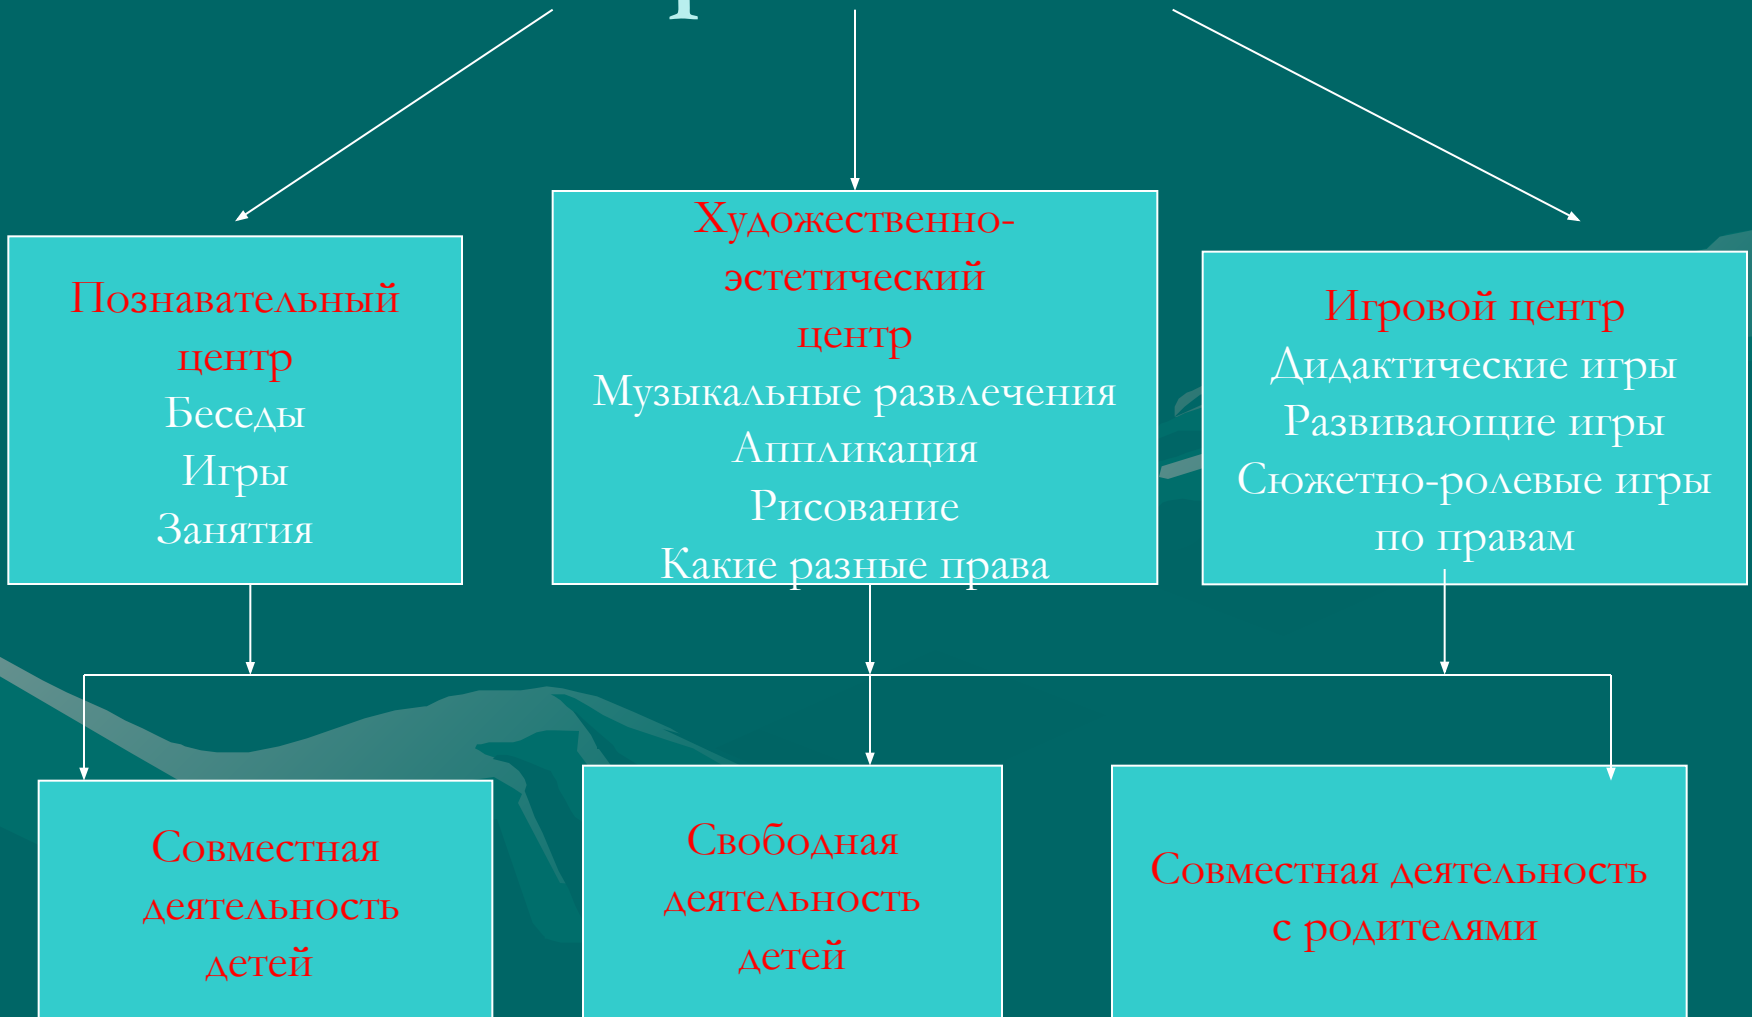 Познавательный
центр
Беседы
Игры
Занятия
Художественно-
эстетический
центр
Музыкальные развлечения
Аппликация
Рисование
Какие разные права
Игровой центр
Дидактические игры
Развивающие игры
Сюжетно-ролевые игры
по правам
Совместная
деятельность
детей
Свободная
деятельность
детей
Совместная деятельность
с родителями